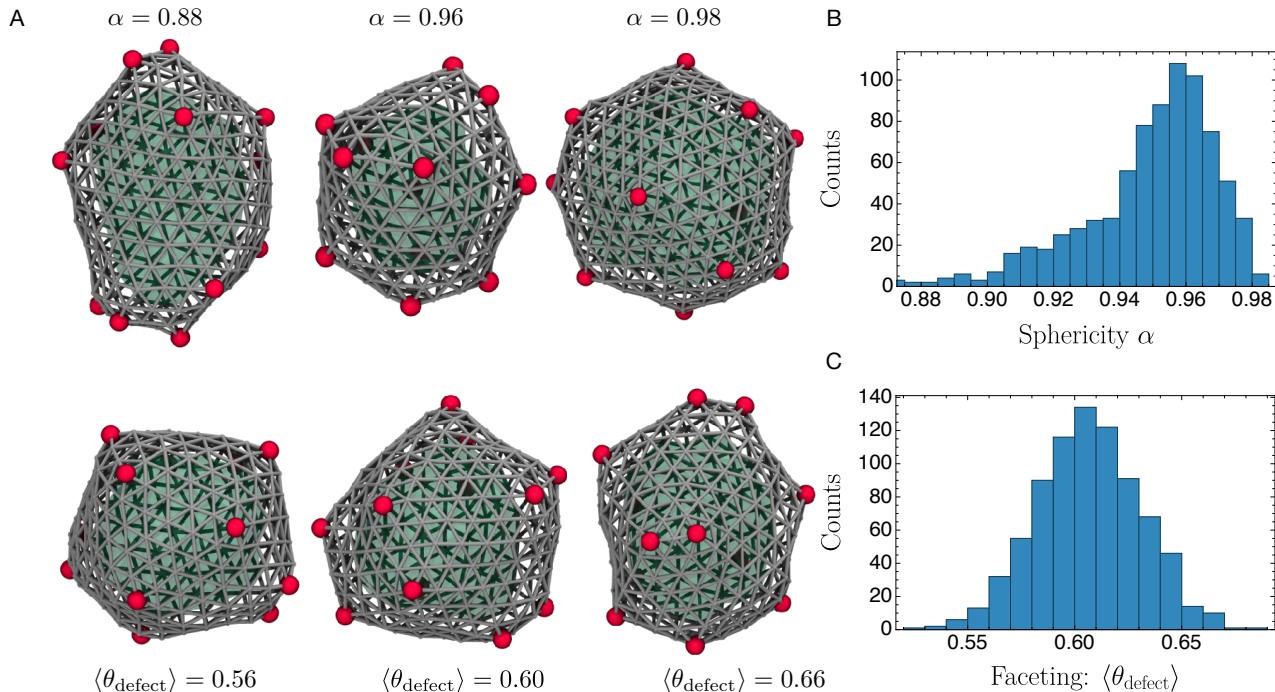 A
α = 0.88
α = 0.96
α = 0.98
⟨θdefect⟩ = 0.56
⟨θdefect⟩ = 0.60
⟨θdefect⟩ = 0.66
B
Counts
100
80
60
40
20
0
0.88 0.90 0.92 0.94 0.96 0.98
Sphericity α
C
Counts
140
120
100
80
60
40
20
0
0.55 0.60 0.65
Faceting: ⟨θdefect⟩